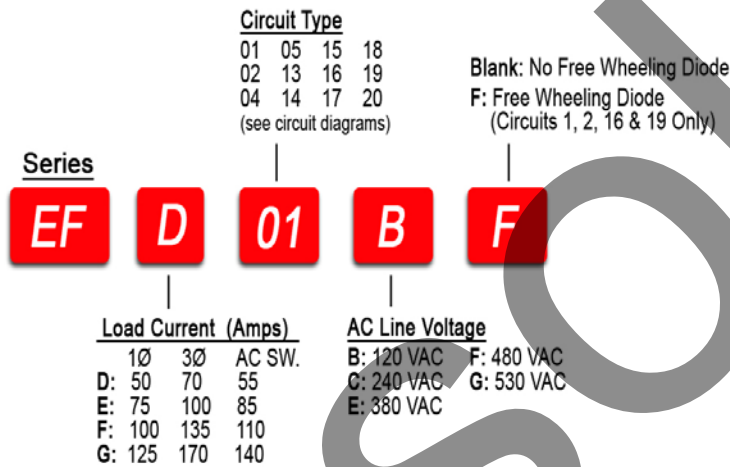 Circuit Type
01 05 15 18
02 13 16 19
04 14 17 20
(see circuit diagrams)
Blank: No Free Wheeling Diode
F: Free Wheeling Diode
(Circuits 1, 2, 16 & 19 Only)
Series
EF D 01 B F
Load Current (Amps)
1Ø 3Ø AC SW.
D: 50 70 55
E: 75 100 85
F: 100 135 110
G: 125 170 140
AC Line Voltage
B: 120 VAC F: 480 VAC
C: 240 VAC G: 530 VAC
E: 380 VAC